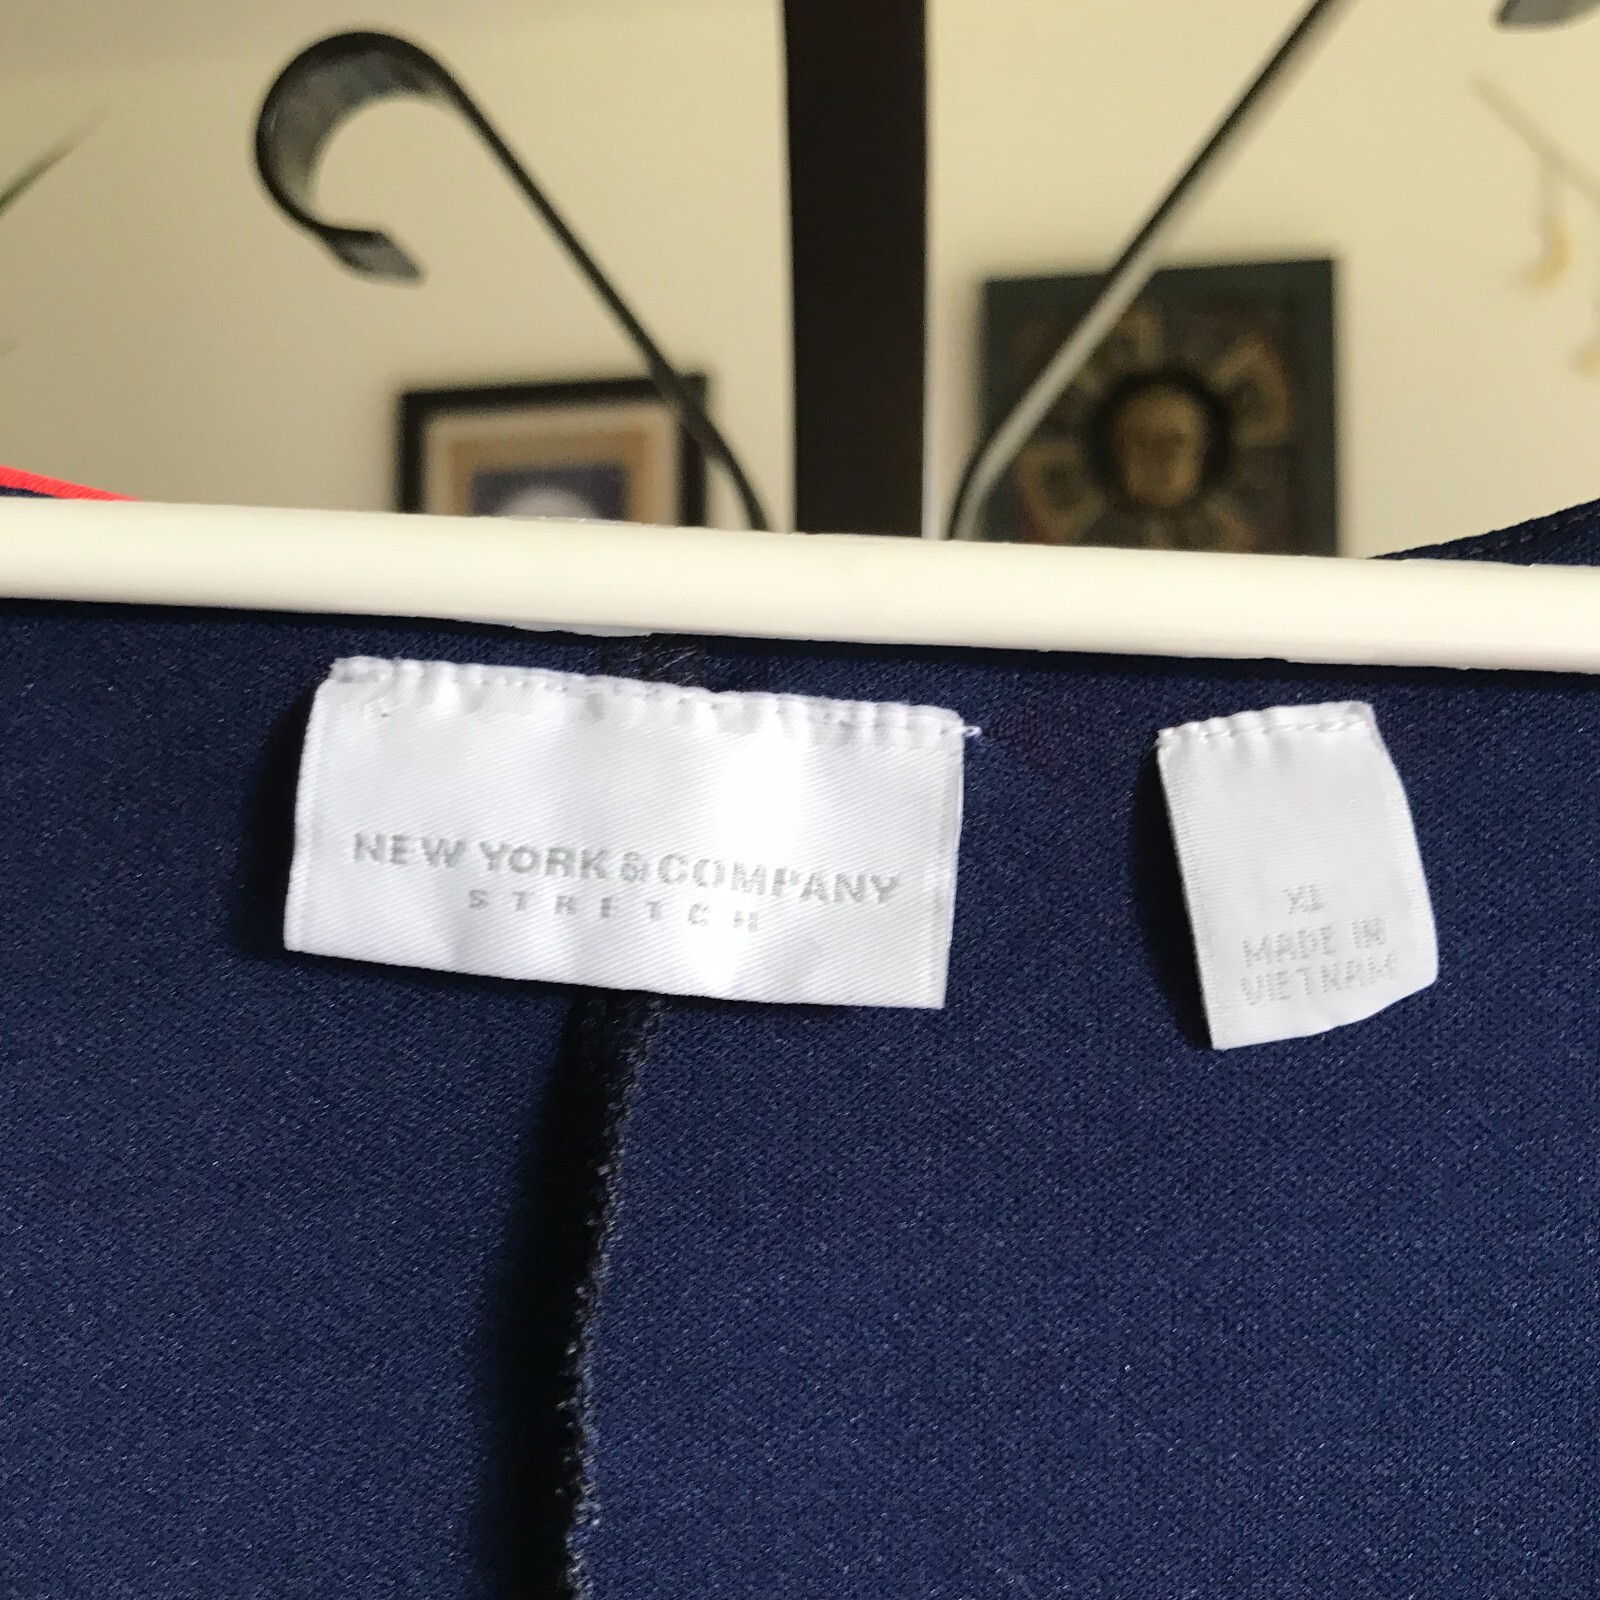 NEW YORK & COMPANY
STRETCH
XL
MADE IN
VIETNAM